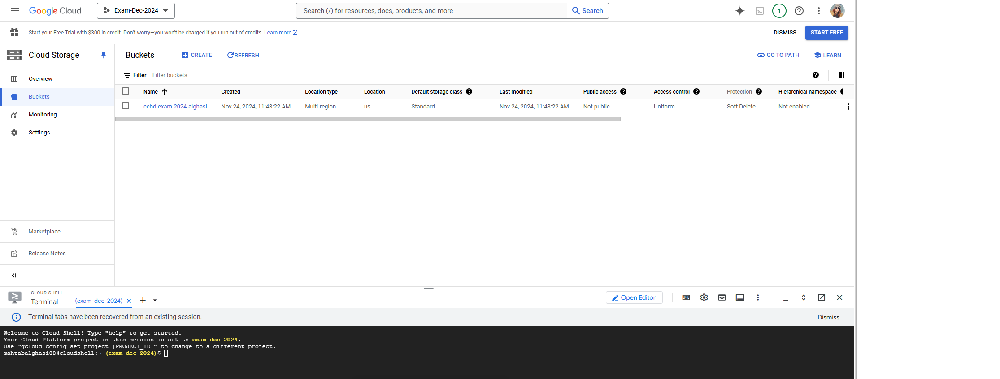 Google Cloud
Exam-Dec-2024
Search (/) for resources, docs, products, and more
Search
1
Start your Free Trial with $300 in credit. Don't worry—you won't be charged if you run out of credits. Learn more
DISMISS
START FREE
Cloud Storage
Buckets
CREATE
REFRESH
GO TO PATH
LEARN
Overview
Buckets
Monitoring
Settings
Filter Filter buckets
Name Created Location type Location Default storage class Last modified Public access Access control Protection Hierarchical namespace
ccbd-exam-2024-alghasi Nov 24, 2024, 11:43:22 AM Multi-region us Standard Nov 24, 2024, 11:43:22 AM Not public Uniform Soft Delete Not enabled
Marketplace
Release Notes
CLOUD SHELL
Terminal
(exam-dec-2024)
Open Editor
Terminal tabs have been recovered from an existing session.
Dismiss
Welcome to Cloud Shell! Type "help" to get started.
Your Cloud Platform project in this session is set to exam-dec-2024.
Use “gcloud config set project [PROJECT_ID]” to change to a different project.
mahtabalghasi88@cloudshell:~ (exam-dec-2024)$